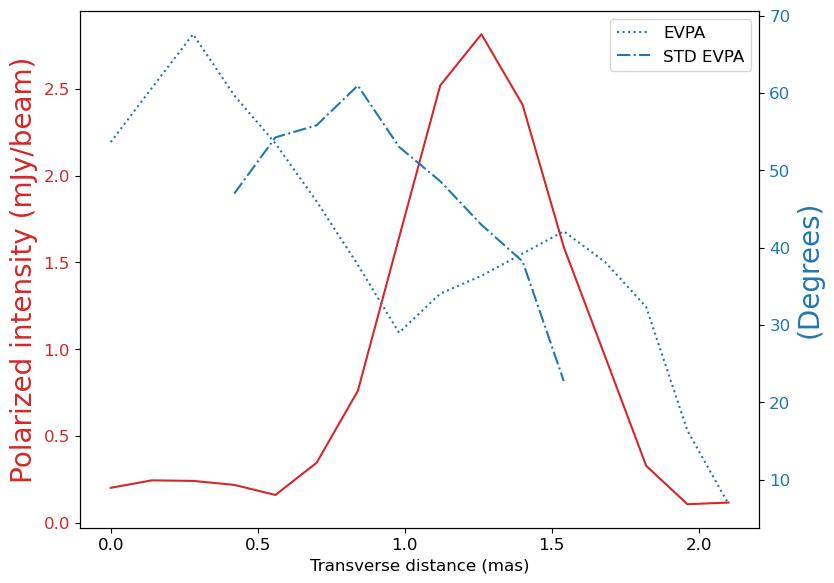 EVPA
STD EVPA
Polarized intensity (mJy/beam)
2.5
2.0
1.5
1.0
0.5
0.0
70
60
50
40
30
20
10
(Degrees)
0.0 0.5 1.0 1.5 2.0
Transverse distance (mas)